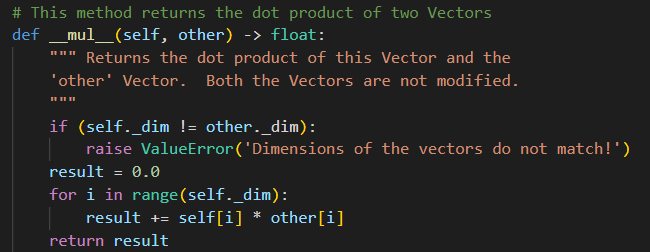 # This method returns the dot product of two Vectors
def __mul__(self, other) -> float:
    """ Returns the dot product of this Vector and the
    'other' Vector.  Both the Vectors are not modified.
    """
    if (self._dim != other._dim):
        raise ValueError('Dimensions of the vectors do not match!')
    result = 0.0
    for i in range(self._dim):
        result += self[i] * other[i]
    return result